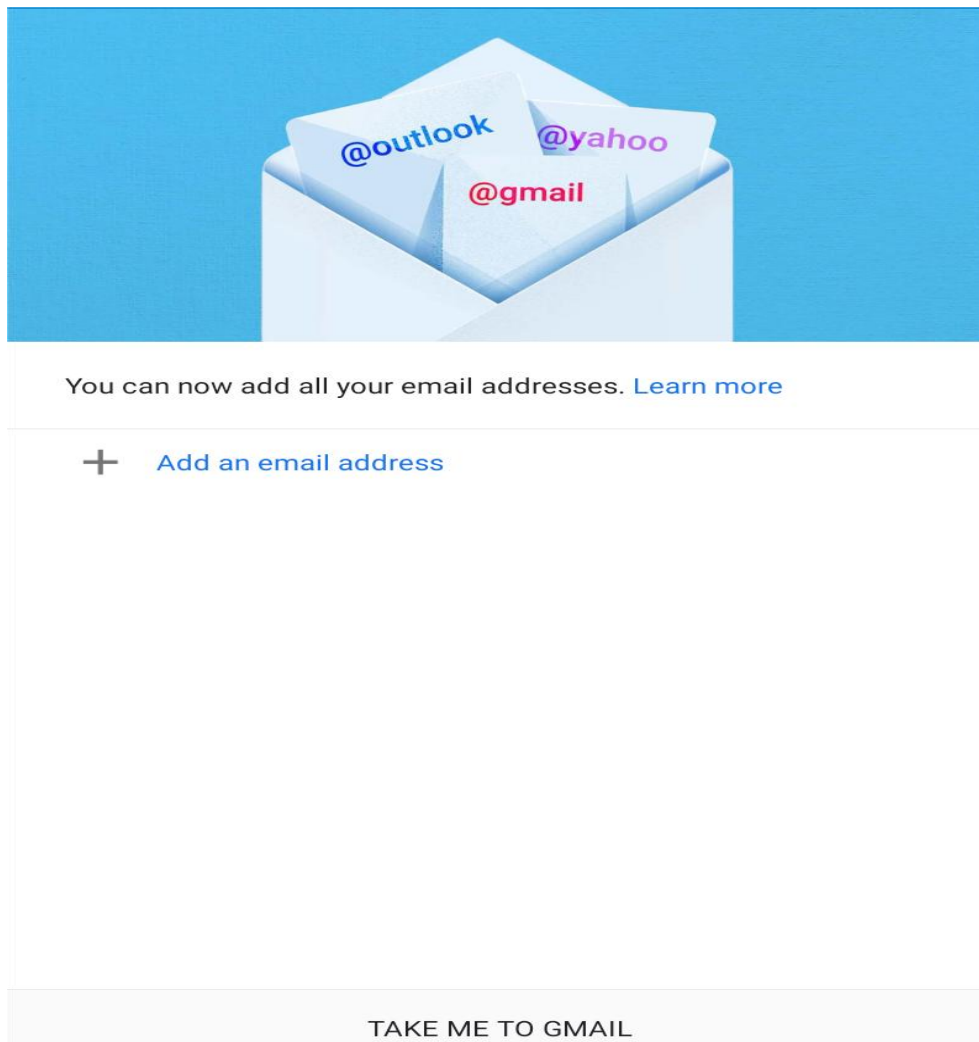 @outlook @yahoo
@gmail
You can now add all your email addresses. Learn more
+ Add an email address
TAKE ME TO GMAIL